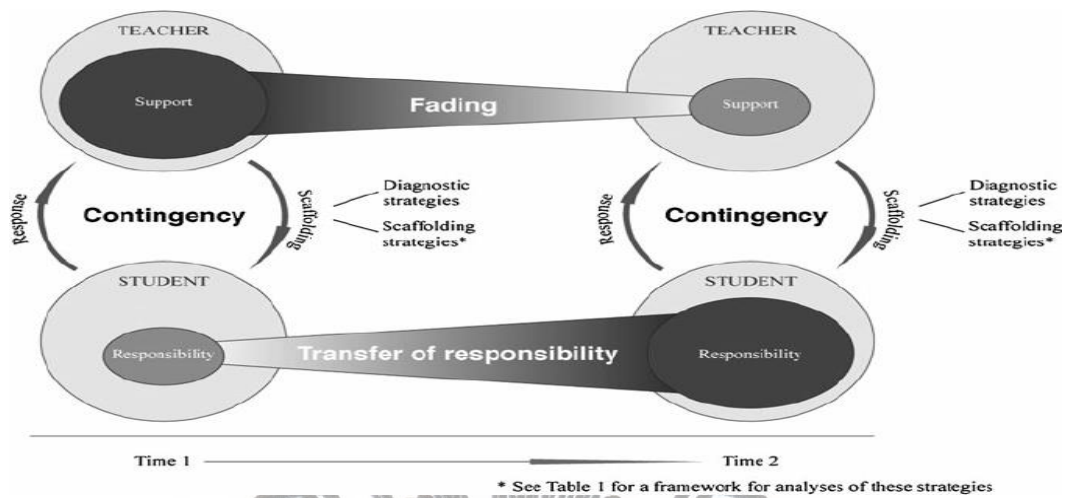 TEACHER
TEACHER
Support
Fading
Support
Response
Contingency
Scaffolding
Diagnostic
strategies
Scaffolding
strategies*
Response
Contingency
Scaffolding
Diagnostic
strategies
Scaffolding
strategies*
STUDENT
STUDENT
Responsibility
Transfer of responsibility
Responsibility
Time 1
Time 2
* See Table 1 for a framework for analyses of these strategies